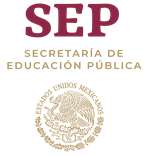 SEP
SECRETARÍA DE
EDUCACIÓN PÚBLICA
ESTADOS UNIDOS MEXICANOS